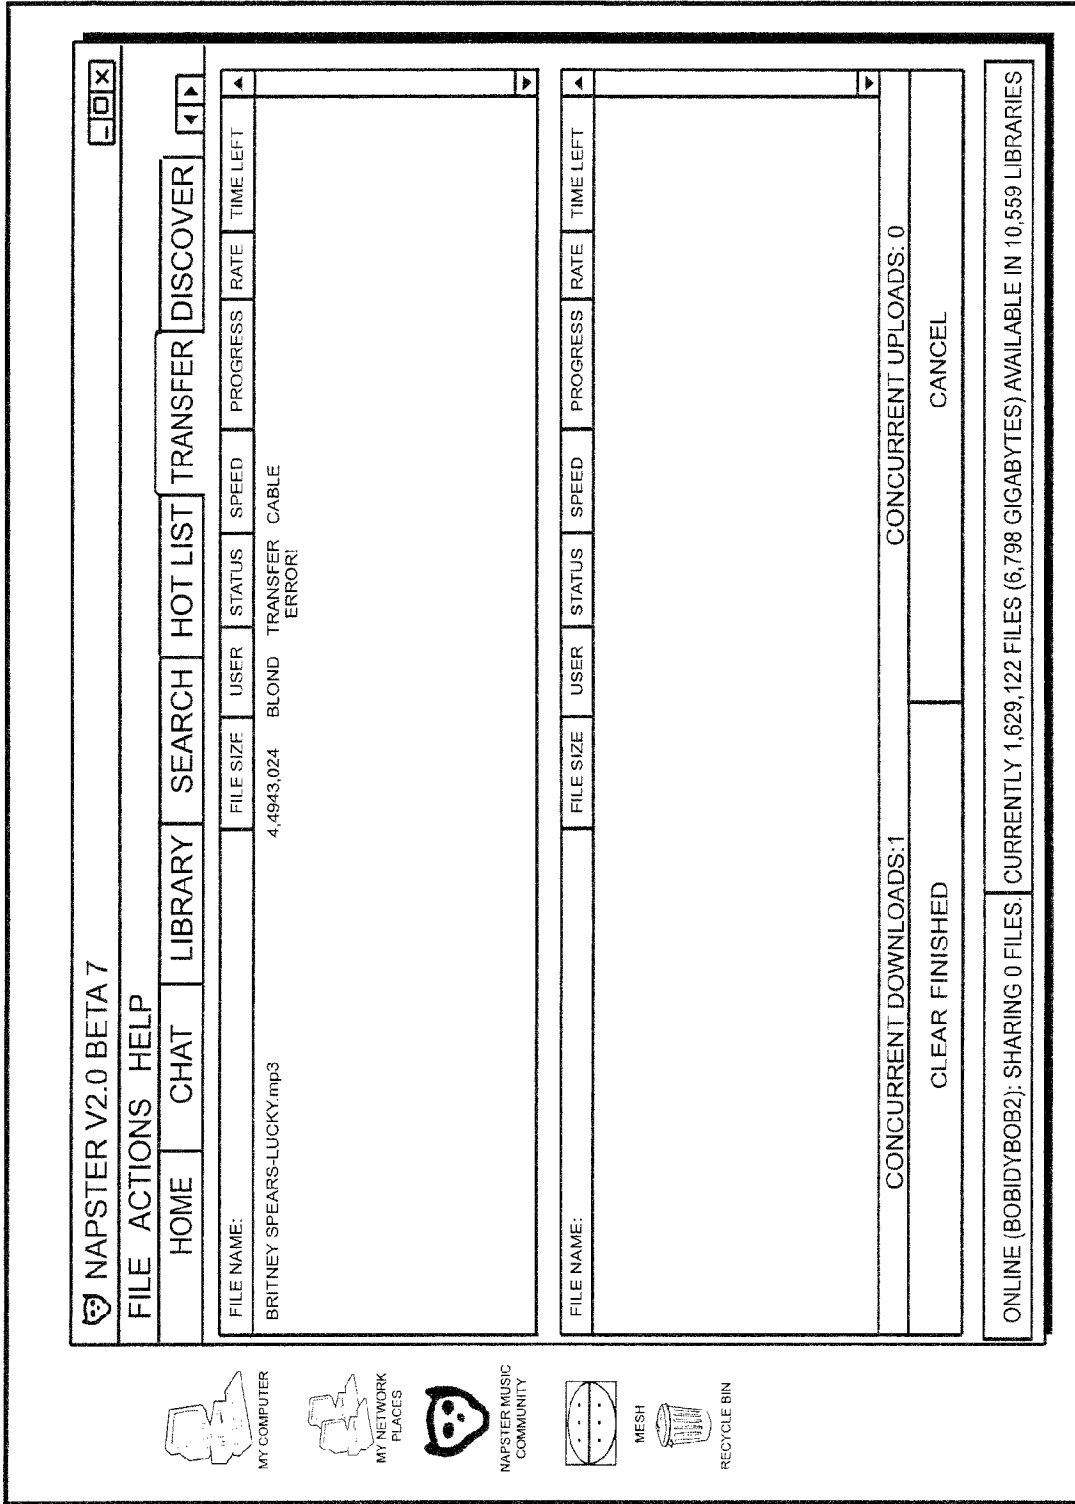 NAPSTER V2.0 BETA 7
FILE ACTIONS HELP
HOME CHAT LIBRARY SEARCH HOT LIST TRANSFER DISCOVER
FILE NAME: FILE SIZE USER STATUS SPEED PROGRESS RATE TIME LEFT
BRITNEY SPEARS-LUCKY.mp3 4,4943,024 BLOND TRANSFER CABLE
ERROR!
FILE NAME: FILE SIZE USER STATUS SPEED PROGRESS RATE TIME LEFT
CONCURRENT DOWNLOADS:1 CONCURRENT UPLOADS: 0
CLEAR FINISHED CANCEL
ONLINE (BOBIDYBOB2): SHARING 0 FILES. CURRENTLY 1,629,122 FILES (6,798 GIGABYTES) AVAILABLE IN 10,559 LIBRARIES
MY COMPUTER
MY NETWORK
PLACES
NAPSTER MUSIC
COMMUNITY
MESH
RECYCLE BIN